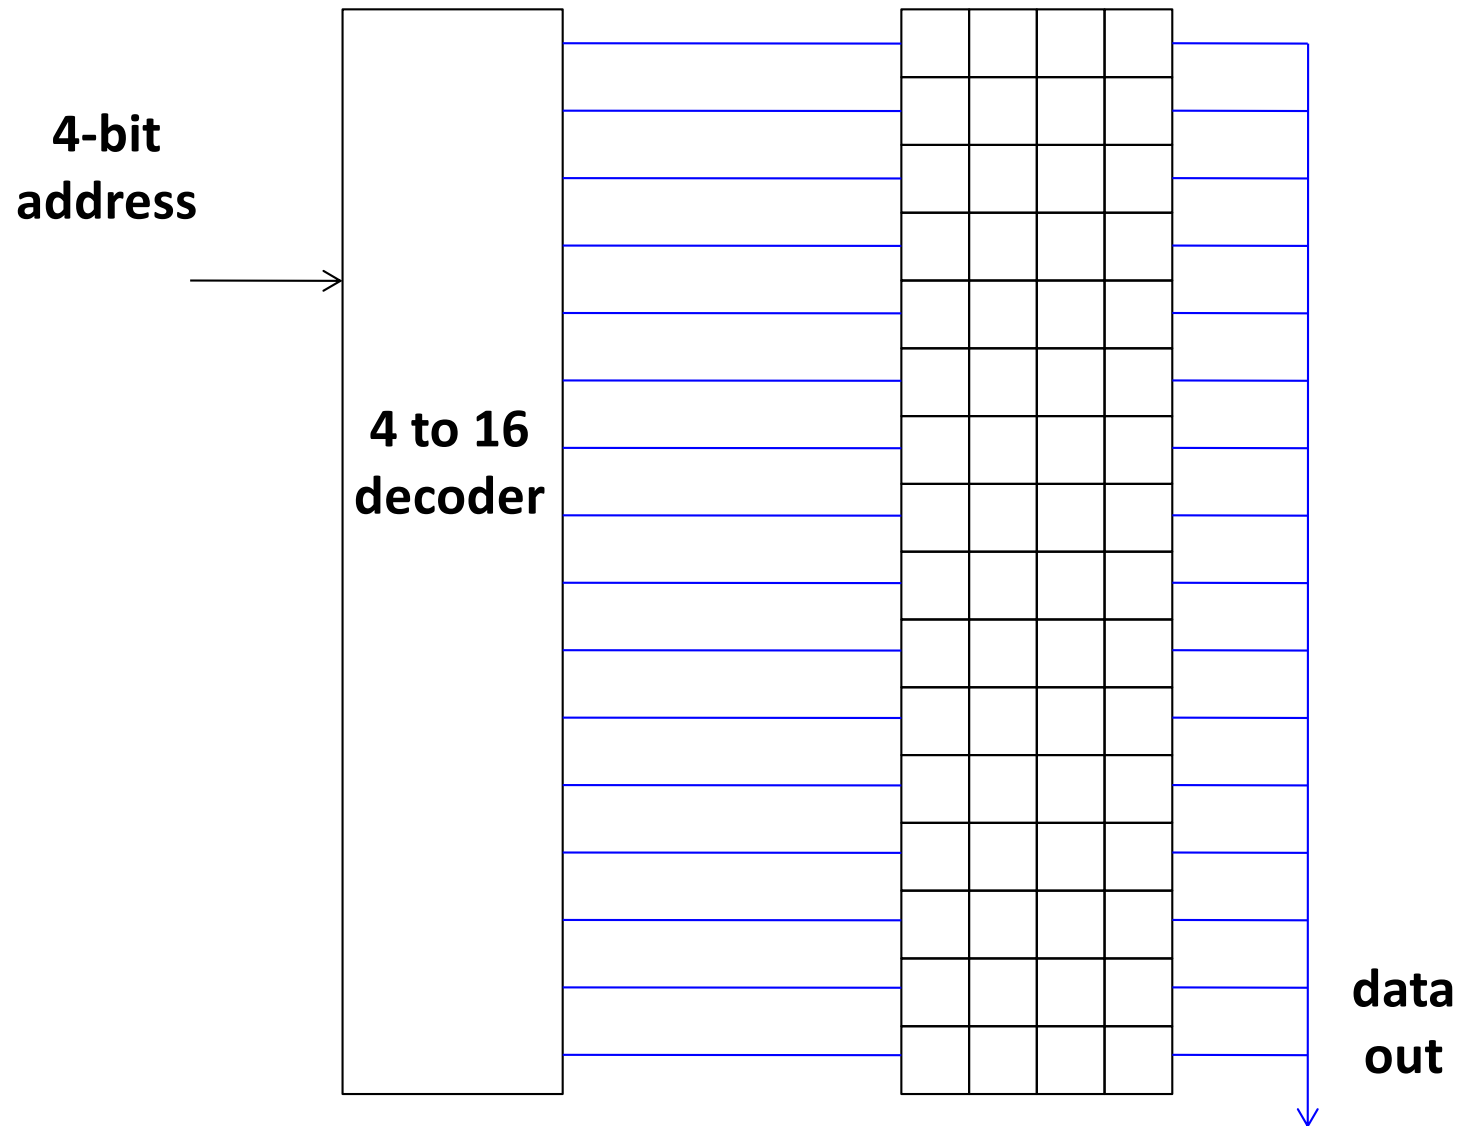 4-bit
address
4 to 16
decoder
data
out